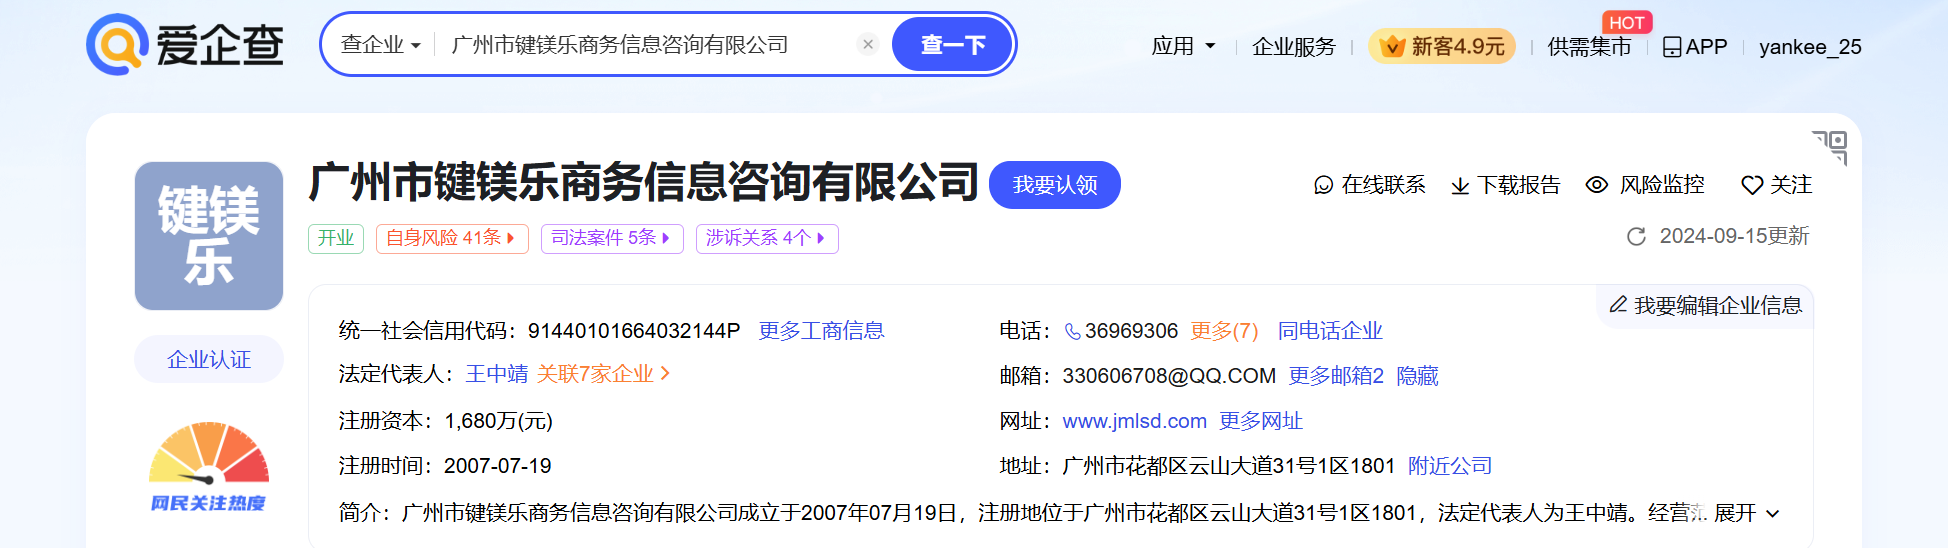 爱企查 查企业 广州市键镁乐商务信息咨询有限公司 查一下 应用 企业服务 新客4.9元 供需集市 HOT APP yankee_25
键镁乐
广州市键镁乐商务信息咨询有限公司 我要认领 在线联系 下载报告 风险监控 关注
开业 自身风险 41条 司法案件 5条 涉诉关系 4个 2024-09-15更新
我要编辑企业信息
统一社会信用代码：91440101664032144P 更多工商信息 电话：36969306 更多(7) 同电话企业
企业认证
法定代表人：王中靖 关联7家企业 邮箱：330606708@QQ.COM 更多邮箱2 隐藏
注册资本：1,680万(元) 网址：www.jmlsd.com 更多网址
注册时间：2007-07-19 地址：广州市花都区云山大道31号1区1801 附近公司
网民关注热度
简介：广州市键镁乐商务信息咨询有限公司成立于2007年07月19日，注册地位于广州市花都区云山大道31号1区1801，法定代表人为王中靖。经营范... 展开